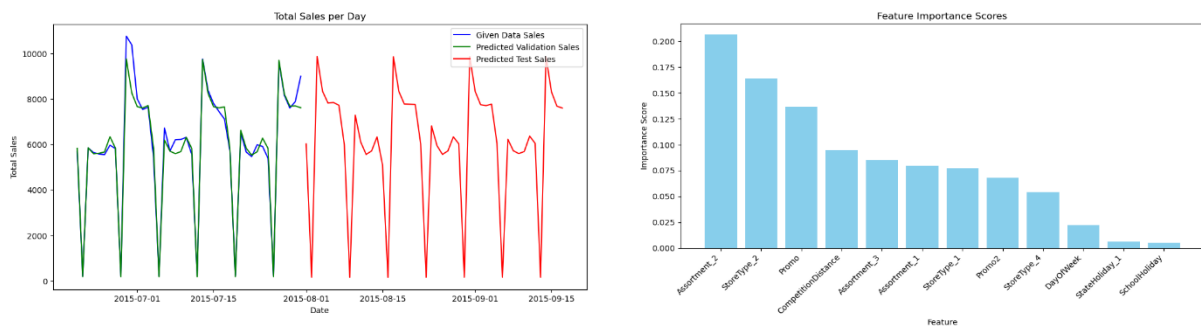 Total Sales per Day
Given Data Sales
Predicted Validation Sales
Predicted Test Sales
10000
8000
6000
4000
2000
0
Total Sales
2015-07-01
2015-07-15
2015-08-01
2015-08-15
2015-09-01
2015-09-15
Date
Feature Importance Scores
0.200
0.175
0.150
0.125
0.100
0.075
0.050
0.025
0.000
Importance Score
Assortment_2
StoreType_2
Promo
CompetitionDistance
Assortment_3
Assortment_1
StoreType_1
Promo2
StoreType_4
DayOfWeek
StateHoliday_1
SchoolHoliday
Feature